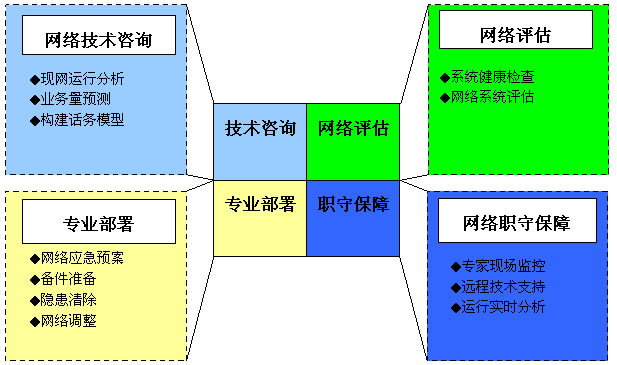 网络技术咨询
◆现网运行分析
◆业务量预测
◆构建话务模型
网络评估
◆系统健康检查
◆网络系统评估
技术咨询
网络评估
专业部署
职守保障
专业部署
◆网络应急预案
◆备件准备
◆隐患清除
◆网络调整
网络职守保障
◆专家现场监控
◆远程技术支持
◆运行实时分析